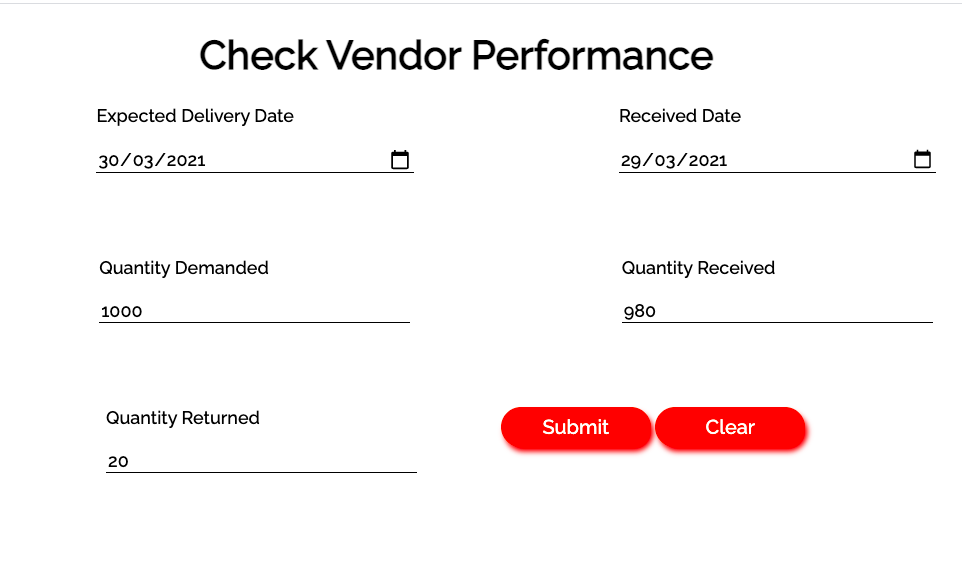 Check Vendor Performance
Expected Delivery Date
Received Date
30/03/2021
29/03/2021
Quantity Demanded
Quantity Received
1000
980
Quantity Returned
20
Submit
Clear